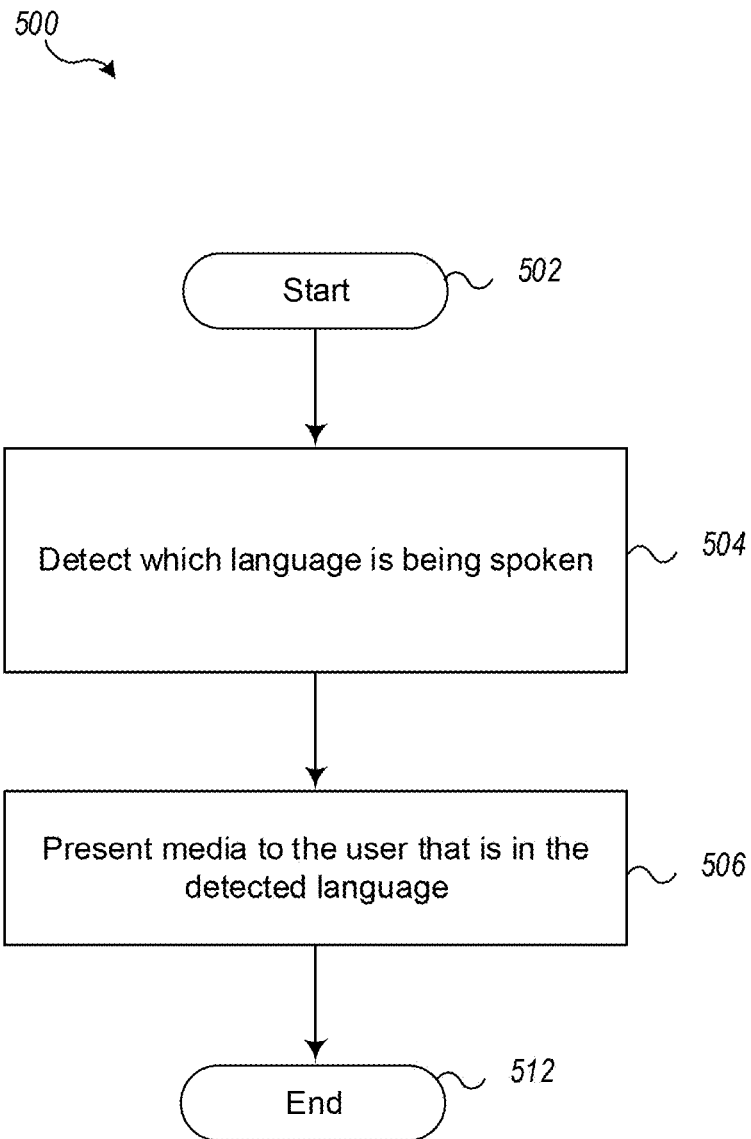 500
Start
502
Detect which language is being spoken
504
Present media to the user that is in the
detected language
506
End
512